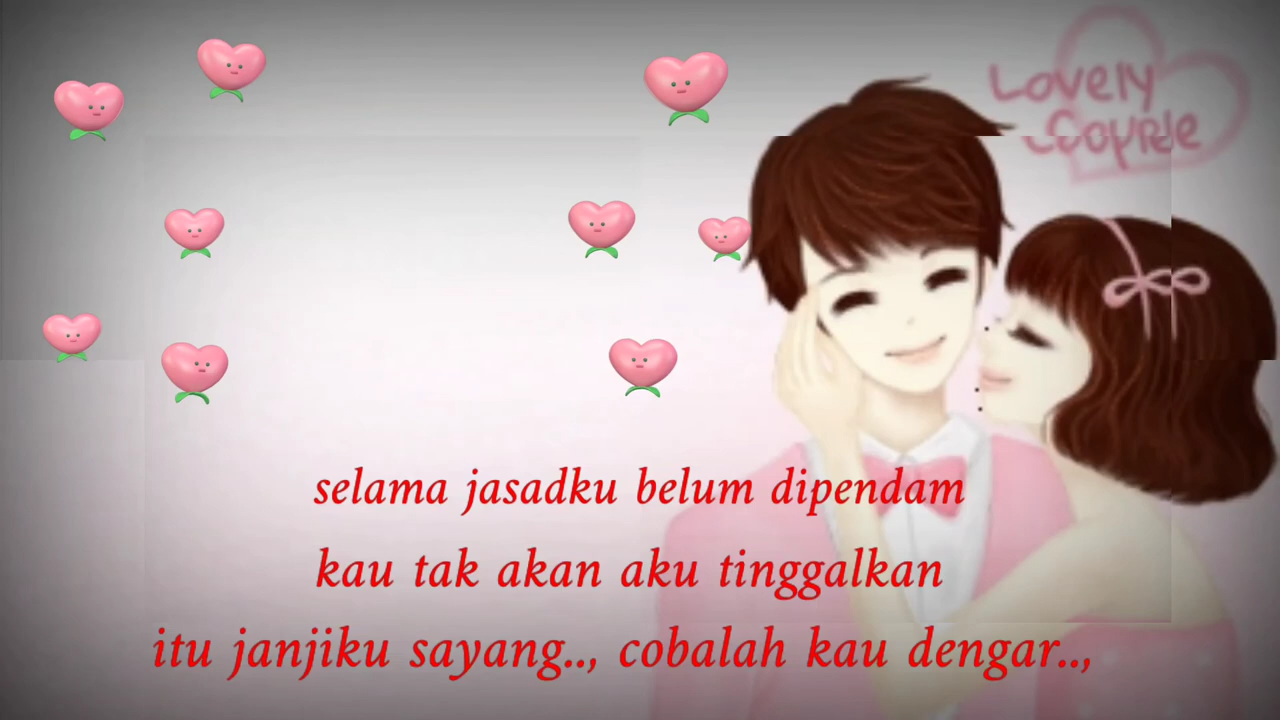 Lovely
Couple
selama jasadku belum dipendam
kau tak akan aku tinggalkan
itu janjiku sayang.., cobalah kau dengar..,